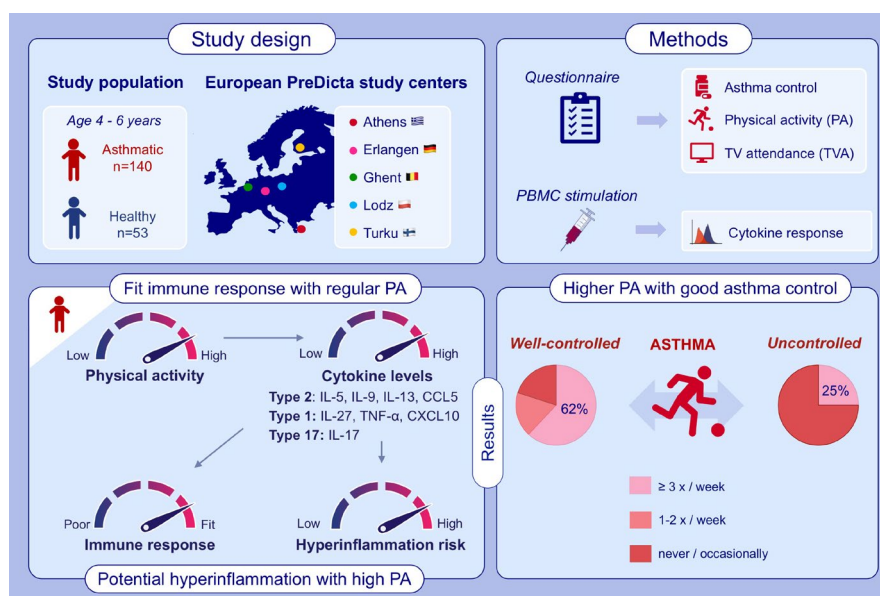 Study design
Study population
European PreDicta study centers
Age 4 - 6 years
Asthmatic
n=140
Healthy
n=53
Athens
Erlangen
Ghent
Lodz
Turku
Methods
Questionnaire
Asthma control
Physical activity (PA)
TV attendance (TVA)
PBMC stimulation
Cytokine response
Fit immune response with regular PA
Low
High
Physical activity
Low
High
Cytokine levels
Type 2: IL-5, IL-9, IL-13, CCL5
Type 1: IL-27, TNF-α, CXCL10
Type 17: IL-17
Poor
Fit
Immune response
Low
High
Hyperinflammation risk
Potential hyperinflammation with high PA
Results
Higher PA with good asthma control
Well-controlled
ASTHMA
Uncontrolled
62%
25%
≥ 3 x / week
1-2 x / week
never / occasionally